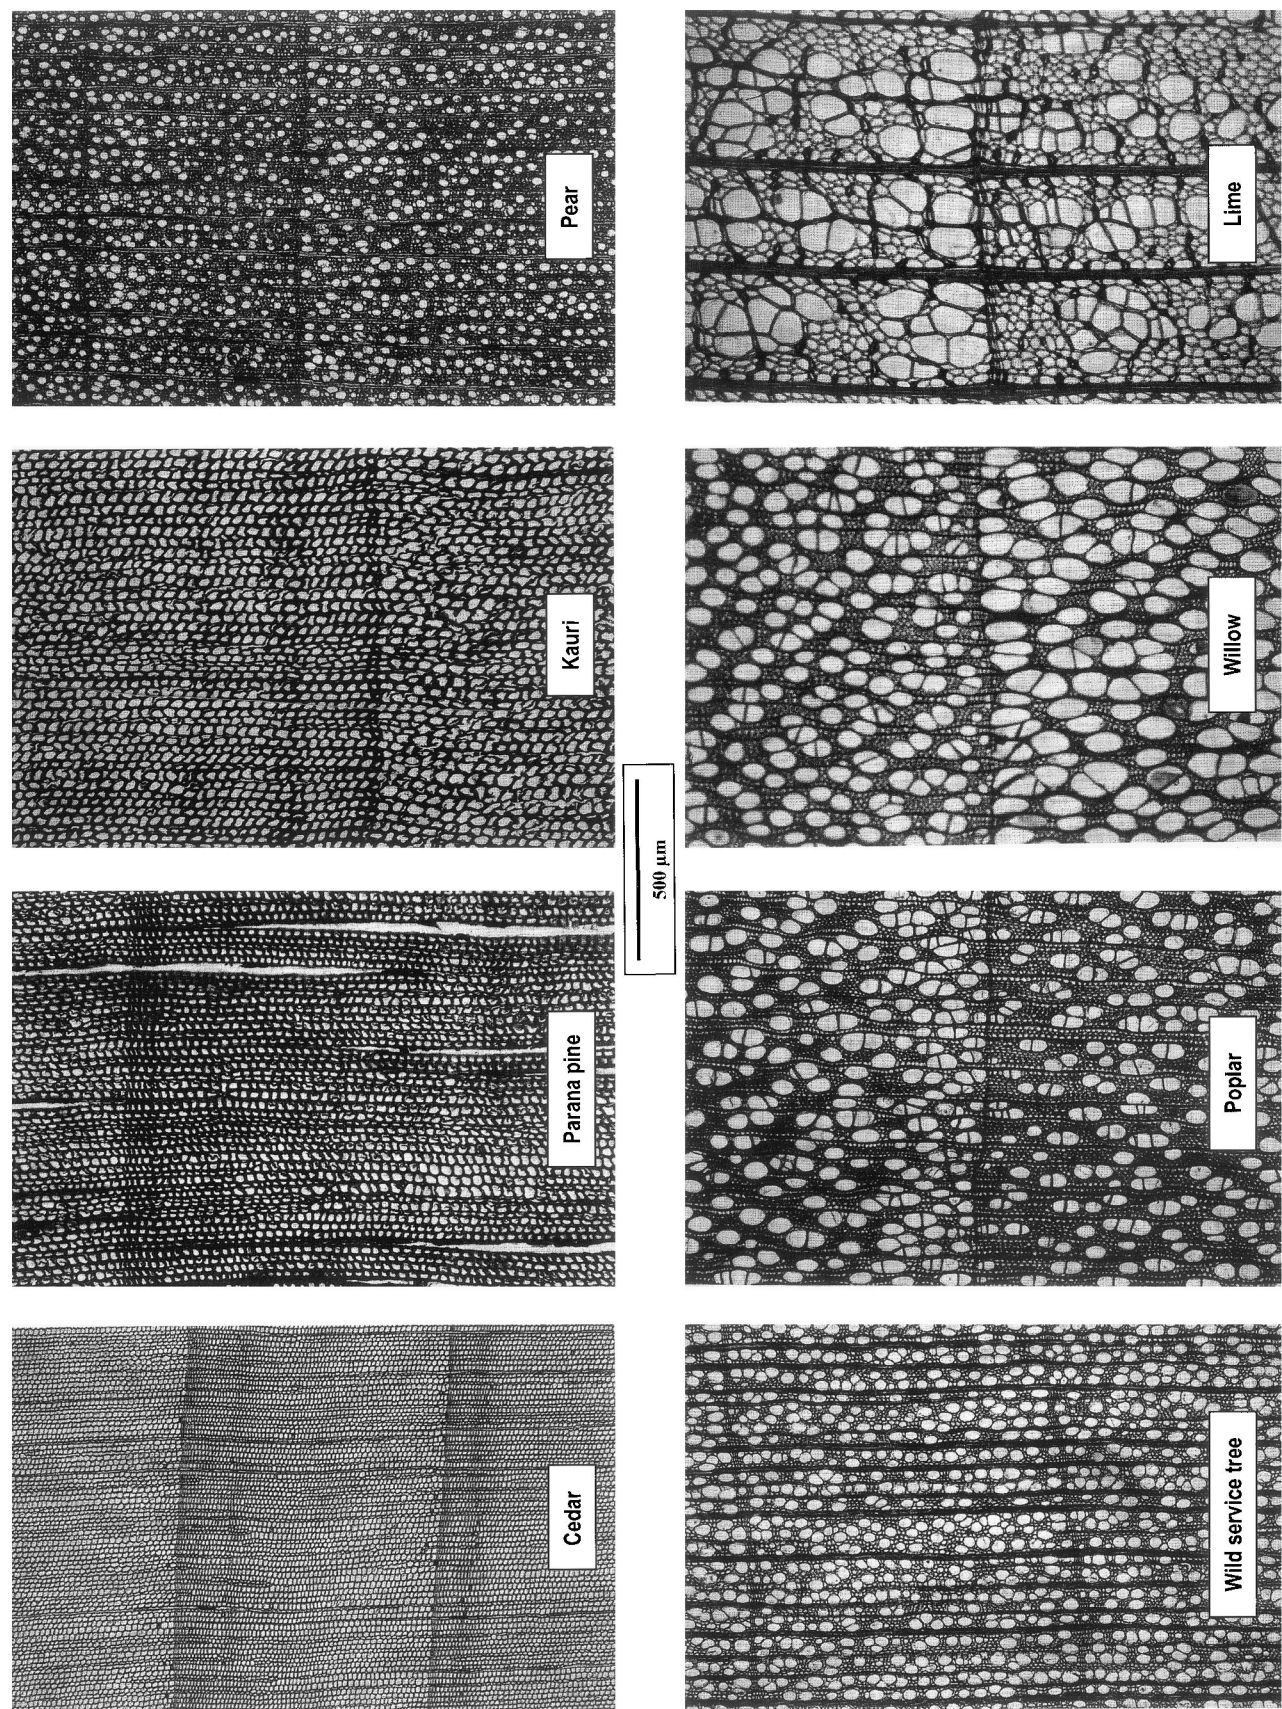 Cedar
Parana pine
Kauri
Pear
500 µm
Wild service tree
Poplar
Willow
Lime